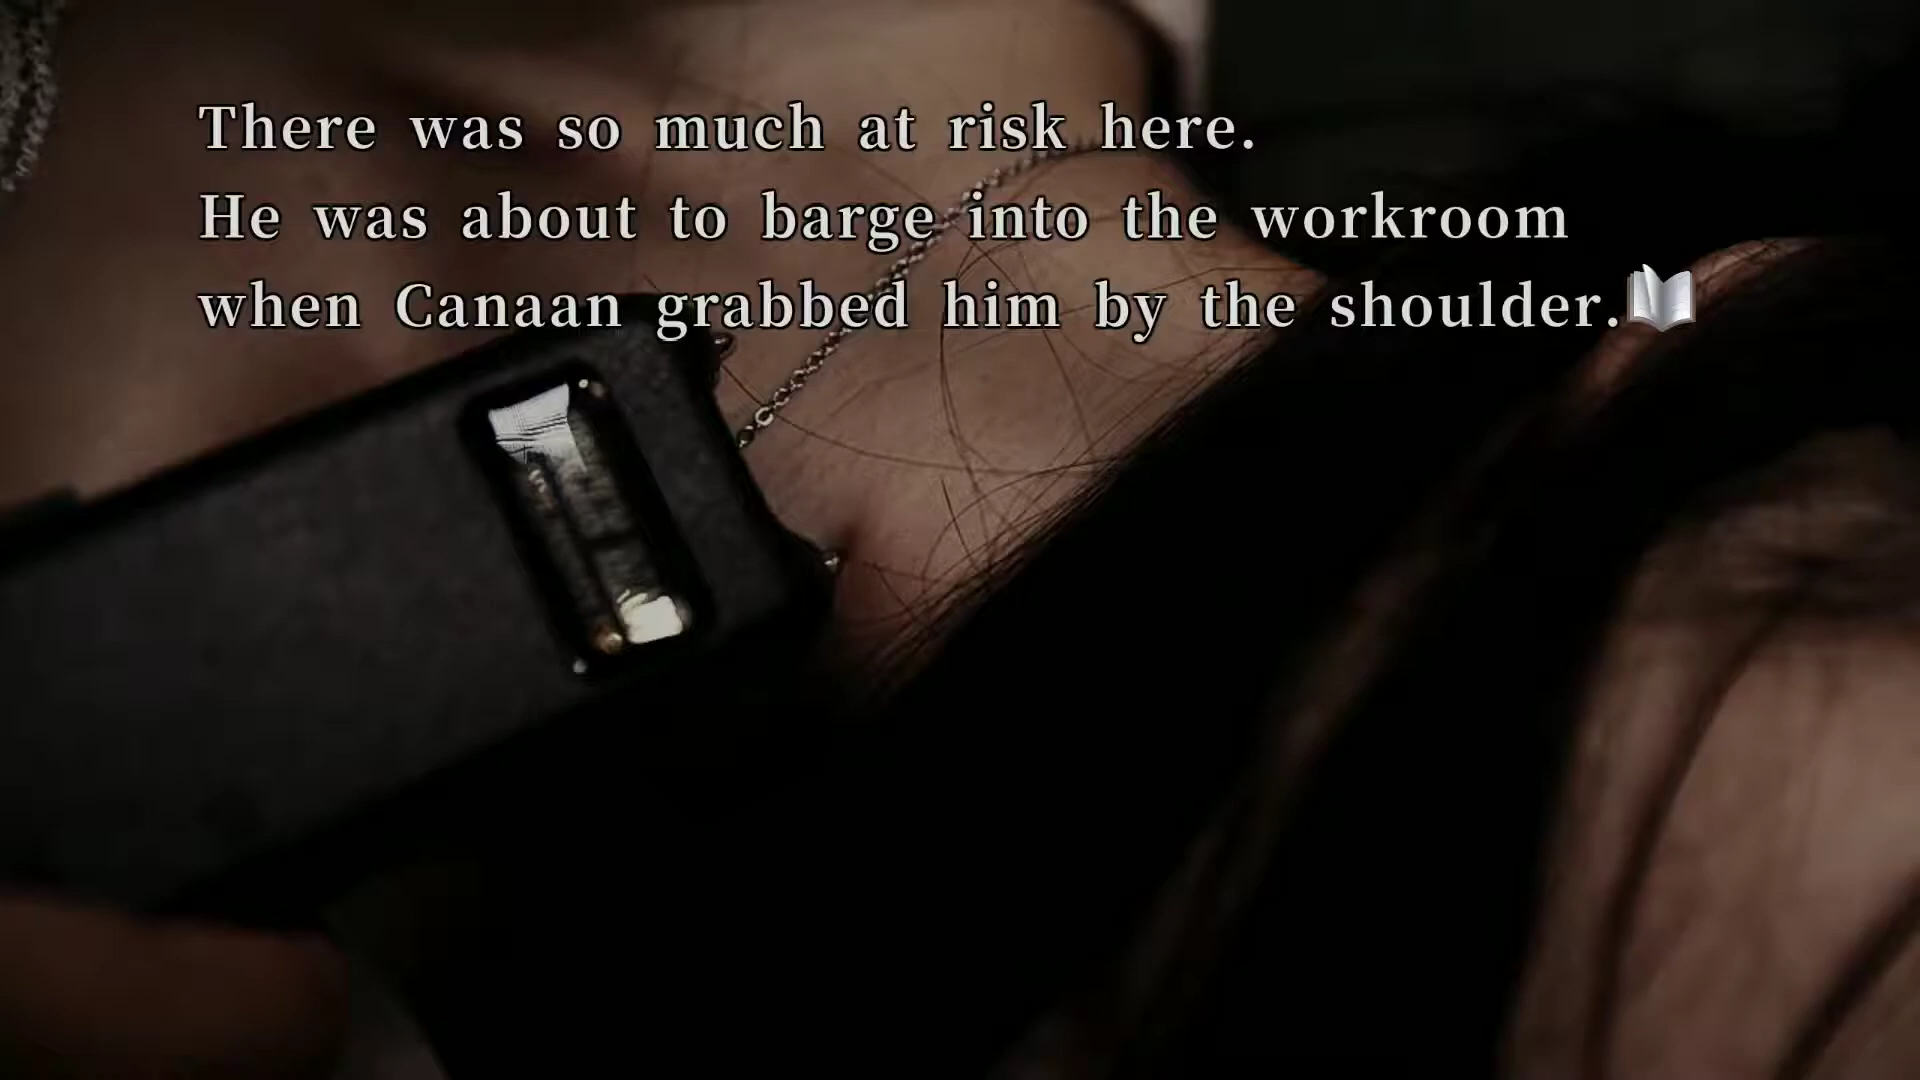 There was so much at risk here.
He was about to barge into the workroom
when Canaan grabbed him by the shoulder.